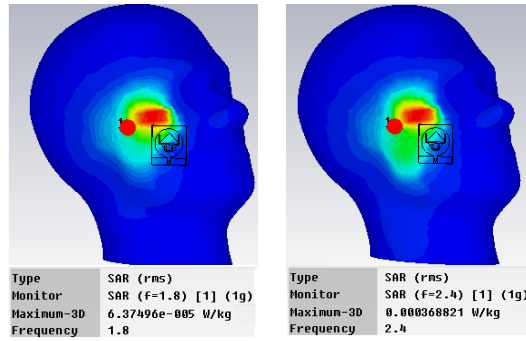 1
Type SAR (rms)
Monitor SAR (f=1.8) [1] (1g)
Maximum-3D 6.37496e-005 W/kg
Frequency 1.8
1
Type SAR (rms)
Monitor SAR (f=2.4) [1] (1g)
Maximum-3D 0.000368821 W/kg
Frequency 2.4